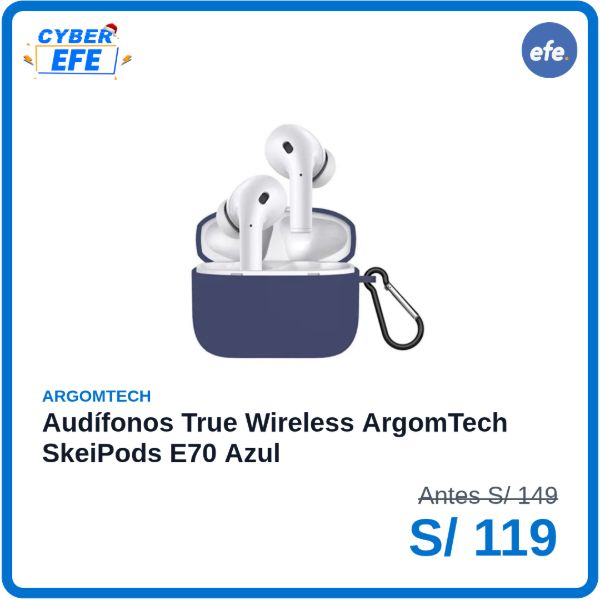 CYBER
EFE
efe.
ARGOMTECH
Audífonos True Wireless ArgomTech
SkeiPods E70 Azul
Antes S/ 149
S/ 119